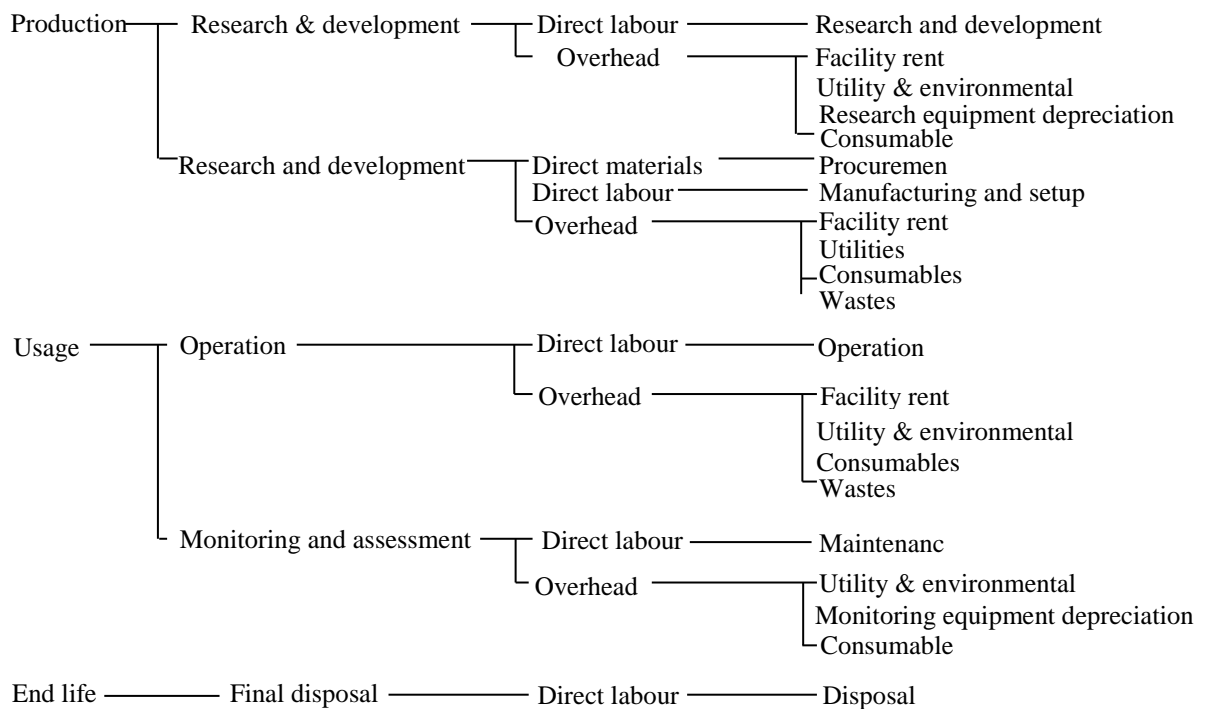 Production Research & development Direct labour Research and development
Overhead Facility rent
Utility & environmental
Research equipment depreciation
Consumable
Research and development Direct materials Procuremen
Direct labour Manufacturing and setup
Overhead Facility rent
Utilities
Consumables
Wastes
Usage Operation Direct labour Operation
Overhead Facility rent
Utility & environmental
Consumables
Wastes
Monitoring and assessment Direct labour Maintenanc
Overhead Utility & environmental
Monitoring equipment depreciation
Consumable
End life Final disposal Direct labour Disposal